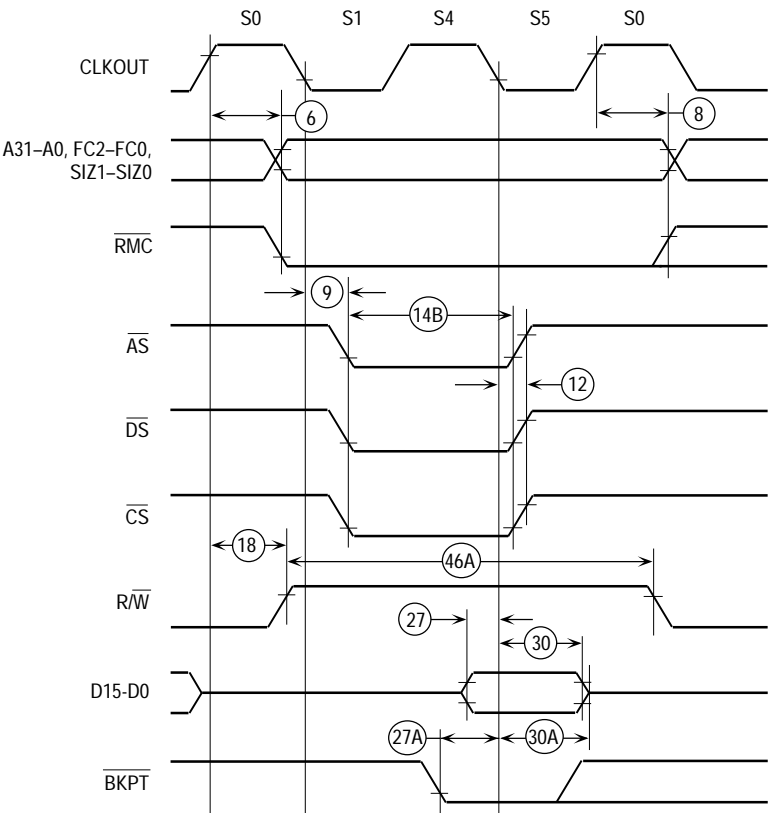 S0 S1 S4 S5 S0
CLKOUT
6
8
A31–A0, FC2–FC0,
SIZ1–SIZ0
RMC
9
14B
AS
12
DS
CS
18
46A
R/W
27
30
D15-D0
27A
30A
BKPT